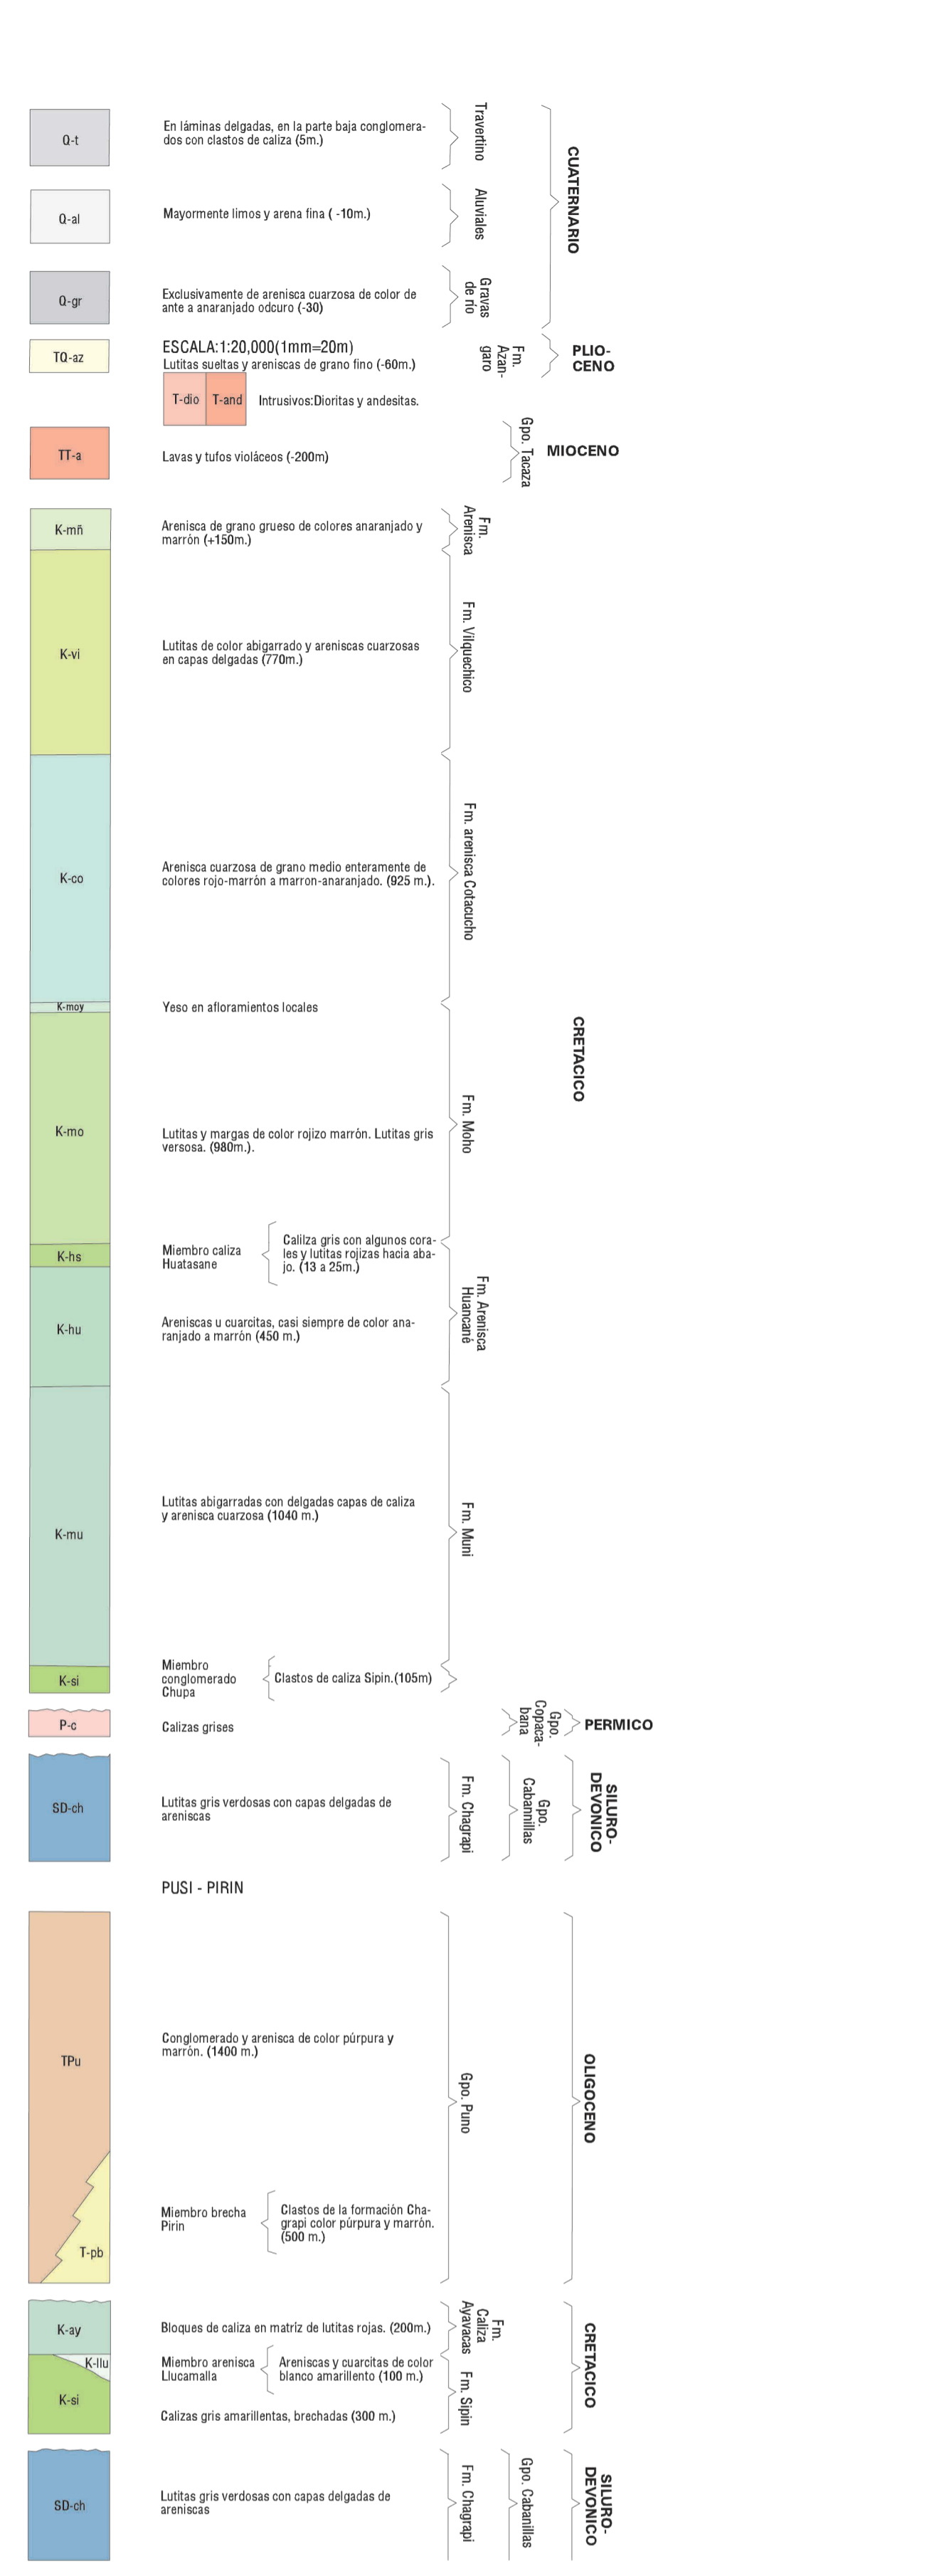 Q-t
En láminas delgadas, en la parte baja conglomera-
dos con clastos de caliza (5m.)
Travertino
CUATERNARIO
Q-al
Mayormente limos y arena fina ( -10m.)
Aluviales
Q-gr
Exclusivamente de arenisca cuarzosa de color de
ante a anaranjado odcuro (-30)
Gravas
de río
TQ-az
ESCALA:1:20,000(1mm=20m)
Lutitas sueltas y areniscas de grano fino (-60m.)
Fm.
Azan-
garo
PLIO-
CENO
T-dio
T-and
Intrusivos:Dioritas y andesitas.
TT-a
Lavas y tufos violáceos (-200m)
Gpo. Tacaza
MIOCENO
K-mñ
Arenisca de grano grueso de colores anaranjado y
marrón (+150m.)
Fm.
Arenisca
K-vi
Lutitas de color abigarrado y areniscas cuarzosas
en capas delgadas (770m.)
Fm. Vilquechico
K-co
Arenisca cuarzosa de grano medio enteramente de
colores rojo-marrón a marron-anaranjado. (925 m.).
Fm. arenisca Cotacucho
CRETACICO
K-moy
Yeso en afloramientos locales
K-mo
Lutitas y margas de color rojizo marrón. Lutitas gris
versosa. (980m.).
Fm. Moho
K-hs
Miembro caliza
Huatasane
Calilza gris con algunos cora-
les y lutitas rojizas hacia aba-
jo. (13 a 25m.)
K-hu
Areniscas u cuarcitas, casi siempre de color ana-
ranjado a marrón (450 m.)
Fm. Arenisca
Huancané
K-mu
Lutitas abigarradas con delgadas capas de caliza
y arenisca cuarzosa (1040 m.)
Fm. Muni
K-si
Miembro
conglomerado
Chupa
Clastos de caliza Sipin.(105m)
P-c
Calizas grises
Gpo.
Copaca-
bana
PERMICO
SD-ch
Lutitas gris verdosas con capas delgadas de
areniscas
Fm. Chagrapi
Gpo.
Cabannillas
SILURO-
DEVONICO
PUSI - PIRIN
TPu
Conglomerado y arenisca de color púrpura y
marrón. (1400 m.)
Gpo. Puno
OLIGOCENO
T-pb
Miembro brecha
Pirin
Clastos de la formación Cha-
grapi color púrpura y marrón.
(500 m.)
K-ay
Bloques de caliza en matríz de lutitas rojas. (200m.)
Fm.
Caliza
Ayavacas
CRETACICO
K-llu
Miembro arenisca
Llucamalla
Areniscas y cuarcitas de color
blanco amarillento (100 m.)
Fm. Sipin
K-si
Calizas gris amarillentas, brechadas (300 m.)
SD-ch
Lutitas gris verdosas con capas delgadas de
areniscas
Fm. Chagrapi
Gpo. Cabanillas
SILURO-
DEVONICO